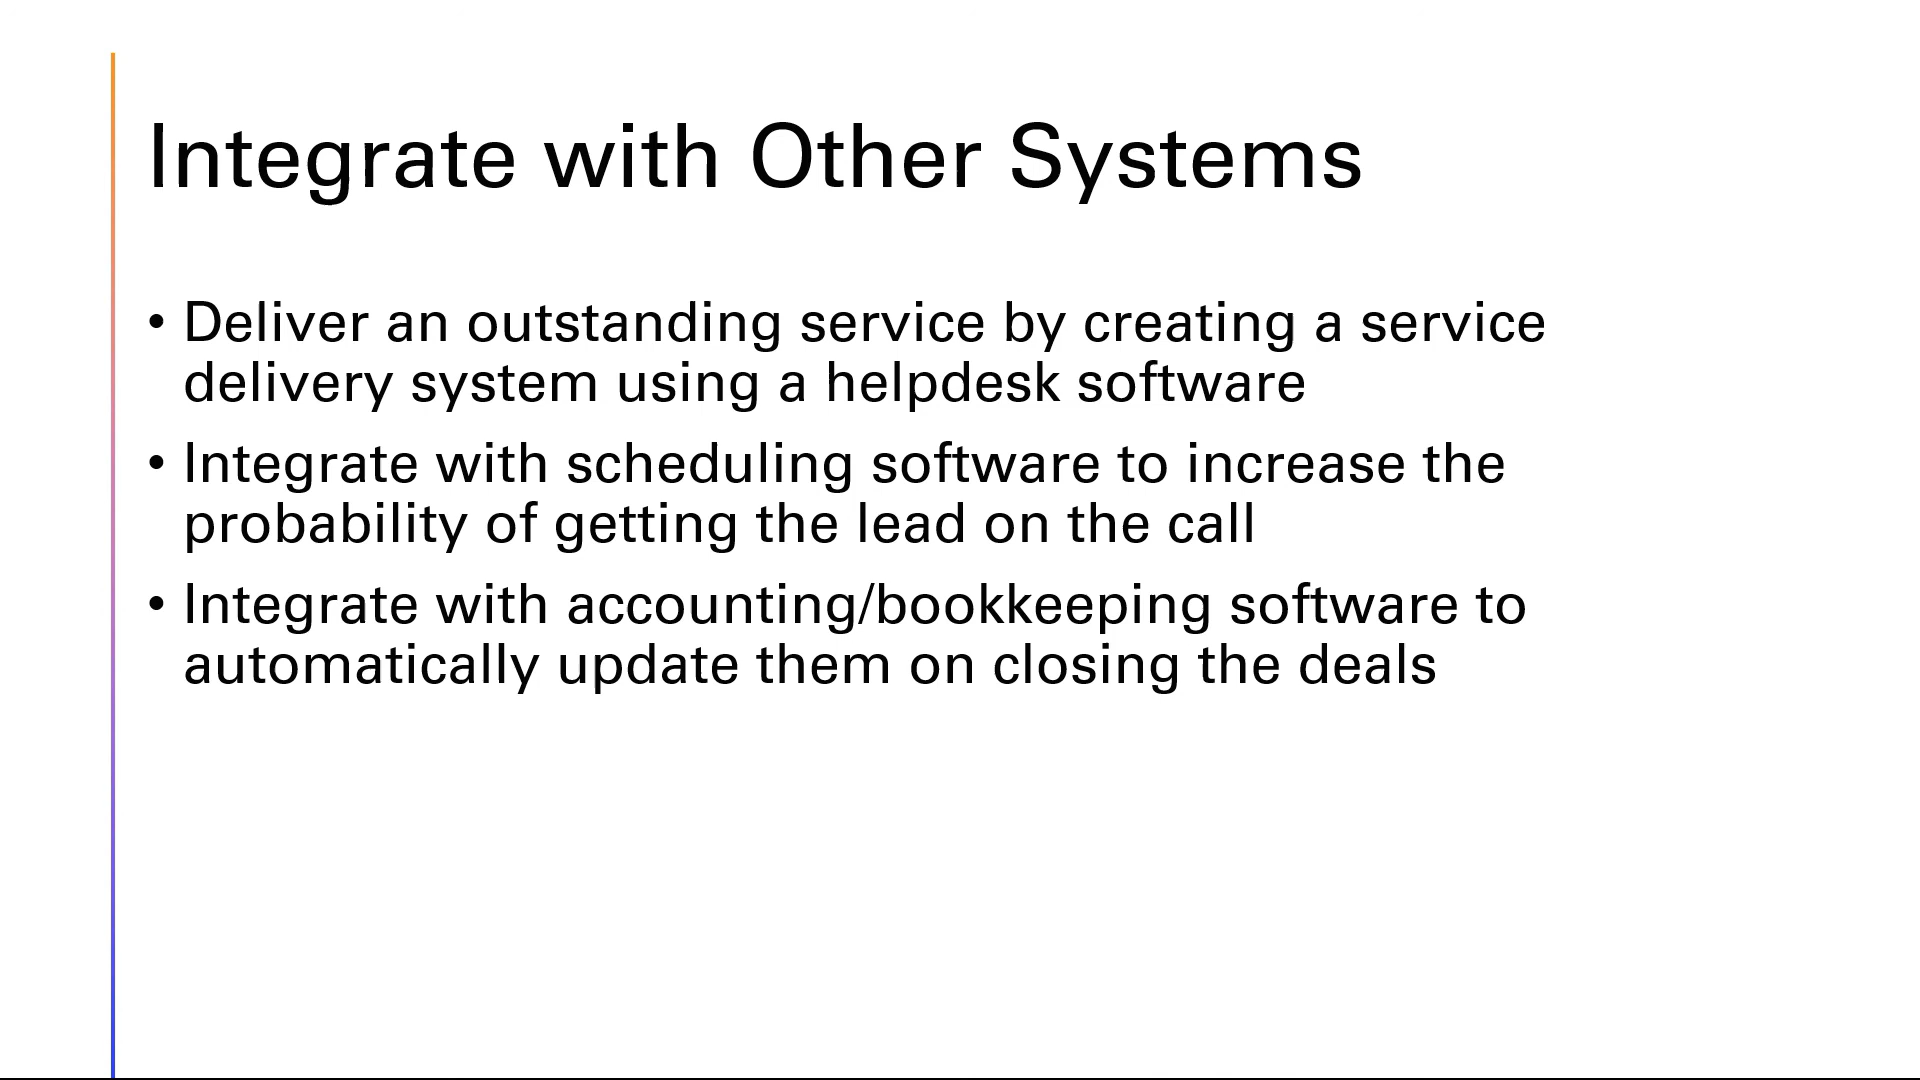 Integrate with Other Systems
• Deliver an outstanding service by creating a service
delivery system using a helpdesk software
• Integrate with scheduling software to increase the
probability of getting the lead on the call
• Integrate with accounting/bookkeeping software to
automatically update them on closing the deals